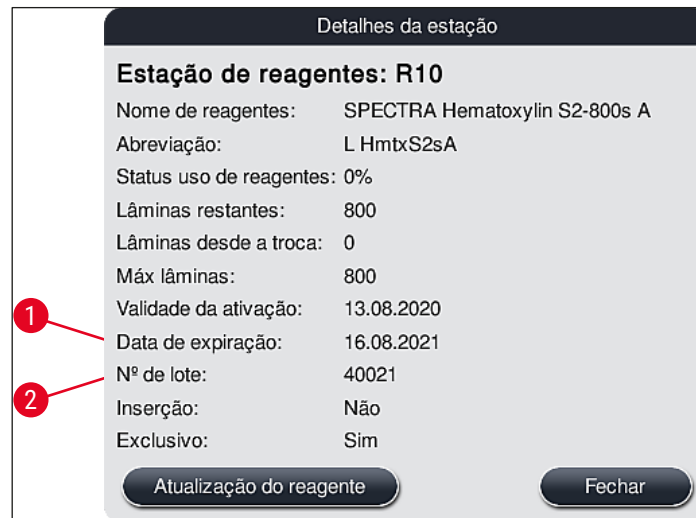 Detalhes da estação
Estação de reagentes: R10
Nome de reagentes: SPECTRA Hematoxylin S2-800s A
Abreviação: L HmtxS2sA
Status uso de reagentes: 0%
Lâminas restantes: 800
Lâminas desde a troca: 0
Máx lâminas: 800
Validade da ativação: 13.08.2020
1
Data de expiração: 16.08.2021
Nº de lote: 40021
2
Inserção: Não
Exclusivo: Sim
Atualização do reagente Fechar